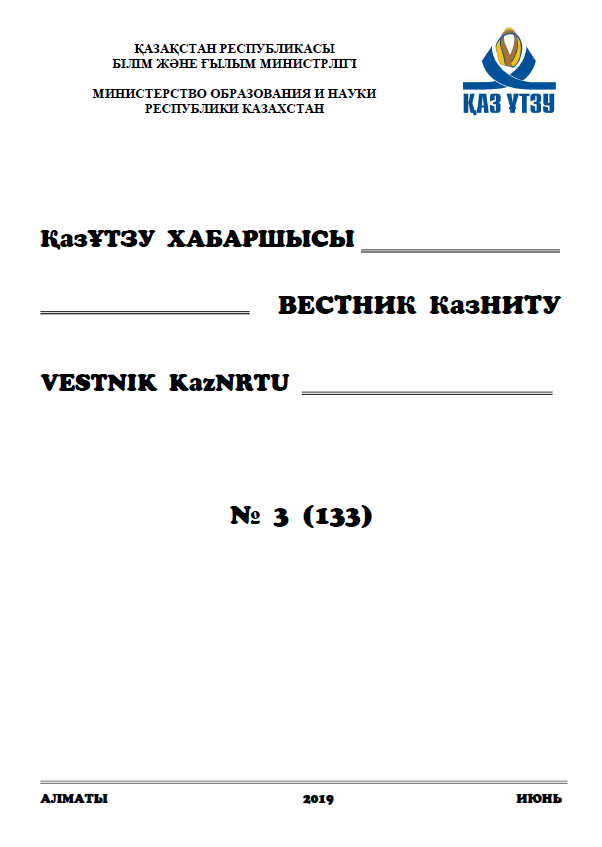 ҚАЗАҚСТАН РЕСПУБЛИКАСЫ
БІЛІМ ЖӘНЕ ҒЫЛЫМ МИНИСТРЛІГІ
МИНИСТЕРСТВО ОБРАЗОВАНИЯ И НАУКИ
РЕСПУБЛИКИ КАЗАХСТАН
ҚАЗ ҰТЗУ
ҚазҰТЗУ ХАБАРШЫСЫ
ВЕСТНИК КазНИТУ
VESTNIK KazNRTU
№ 3 (133)
АЛМАТЫ 2019 ИЮНЬ